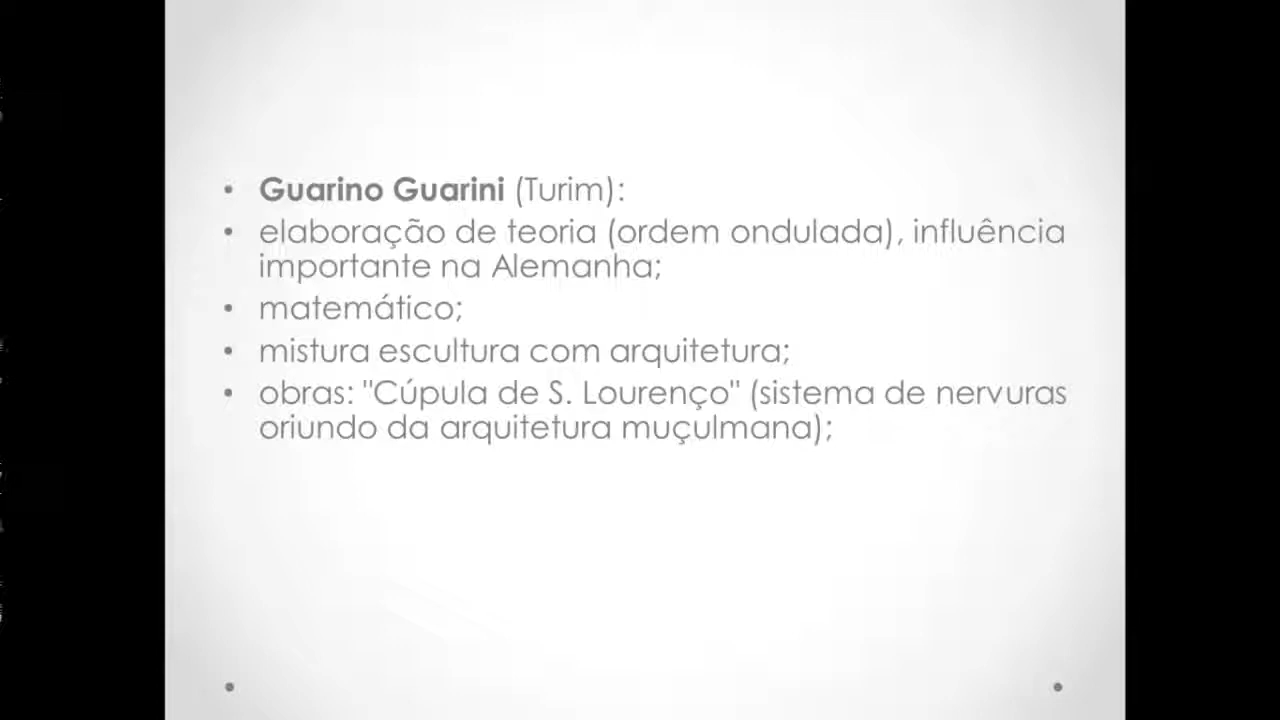 • Guarino Guarini (Turim):
• elaboração de teoria (ordem ondulada), influência
importante na Alemanha;
• matemático;
• mistura escultura com arquitetura;
• obras: "Cúpula de S. Lourenço" (sistema de nervuras
oriundo da arquitetura muçulmana);